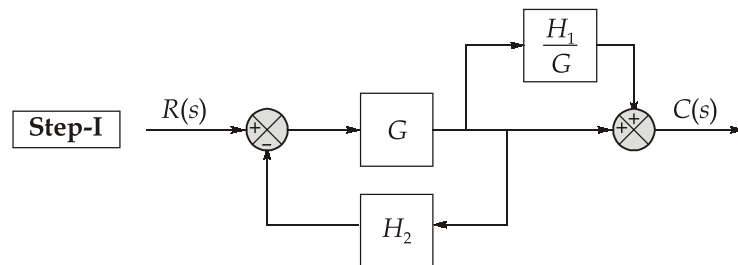 H₁
G
Step-I
R(s)
+
−
G
+
+
C(s)
H₂